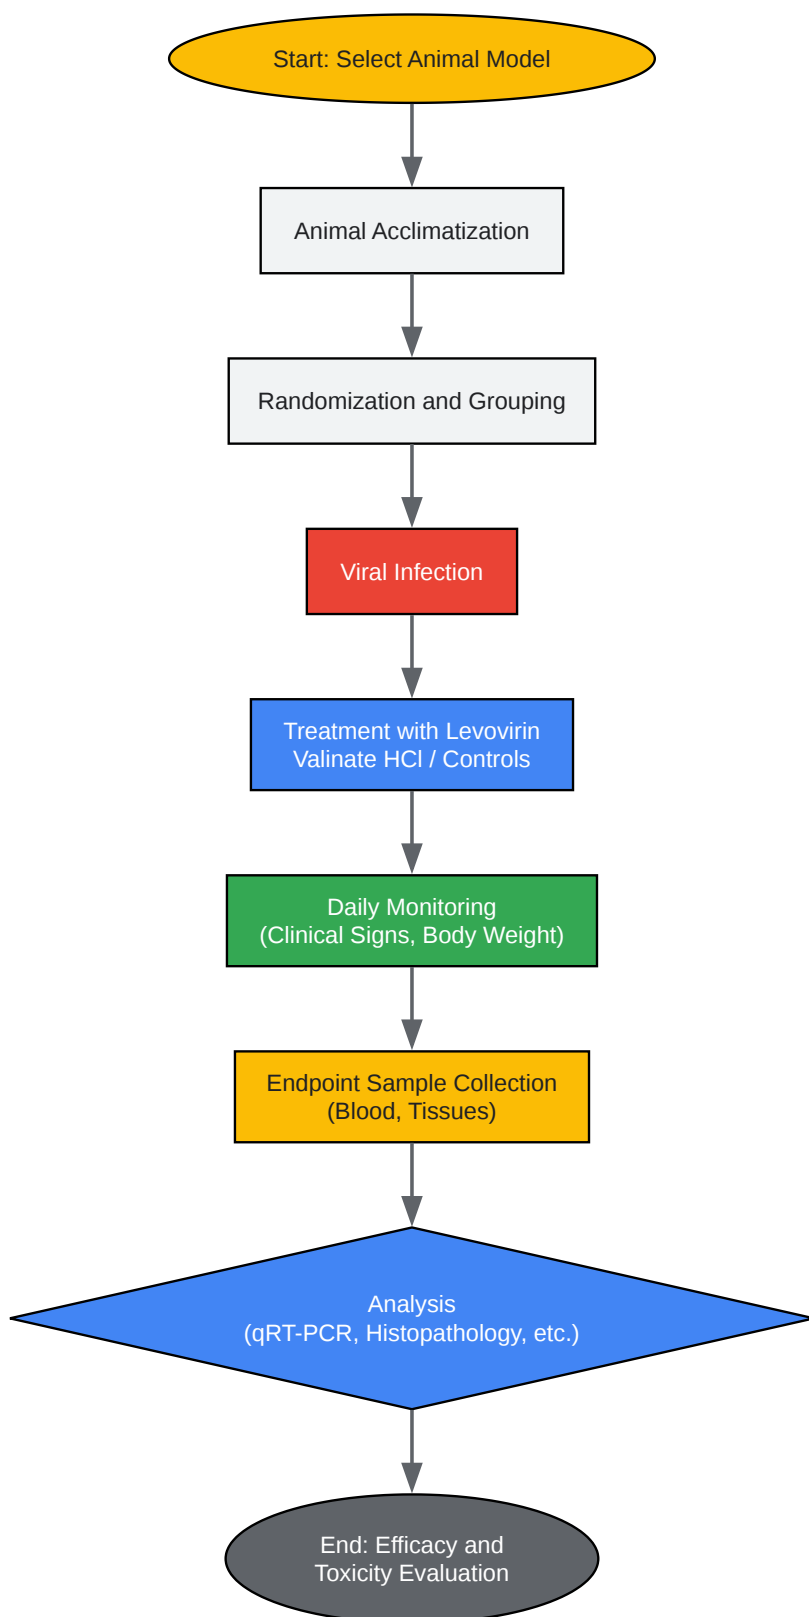 Start: Select Animal Model
Animal Acclimatization
Randomization and Grouping
Viral Infection
Treatment with Levovirin
Valinate HCl / Controls
Daily Monitoring
(Clinical Signs, Body Weight)
Endpoint Sample Collection
(Blood, Tissues)
Analysis
(qRT-PCR, Histopathology, etc.)
End: Efficacy and
Toxicity Evaluation